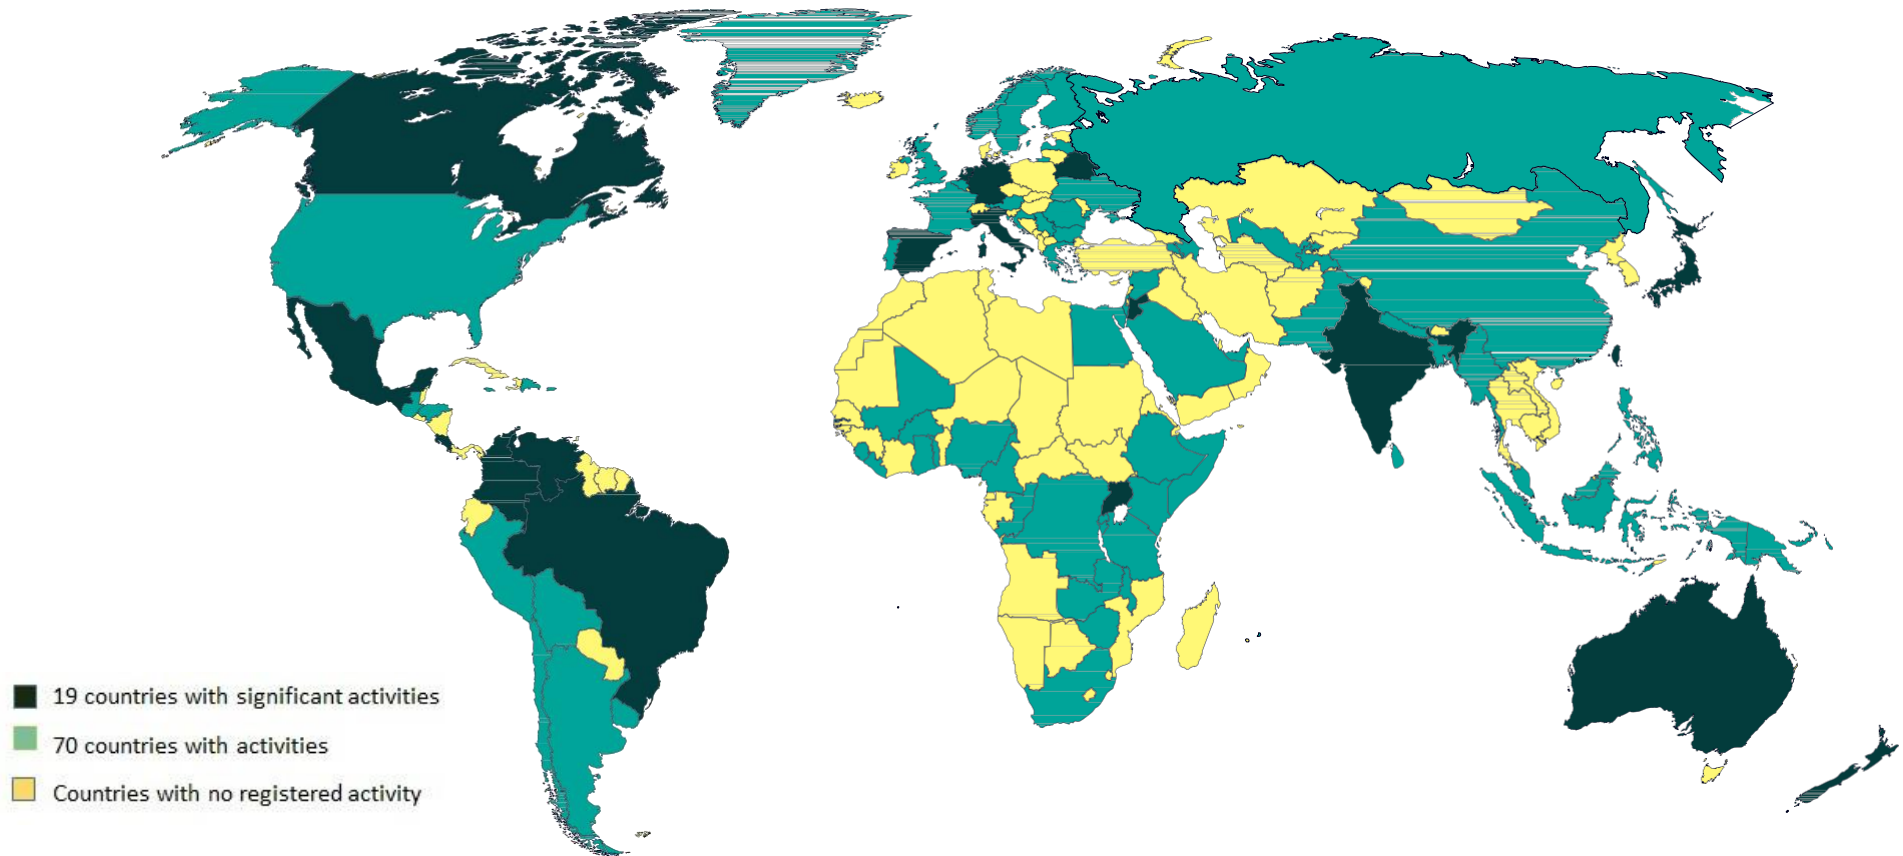 19 countries with significant activities
70 countries with activities
Countries with no registered activity